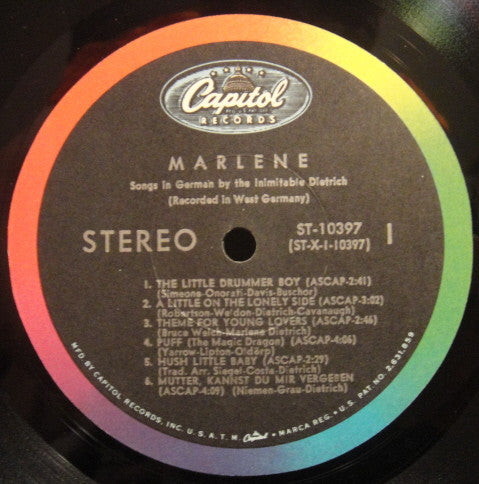 Capitol
RECORDS
MARLENE
Songs in German by the Inimitable Dietrich
(Recorded in West Germany)
STEREO
ST-10397
(ST-X-1-10397)
1
1. THE LITTLE DRUMMER BOY (ASCAP-2:41)
(Simeone-Onorati-Davis-Buschor)
2. A LITTLE ON THE LONELY SIDE (ASCAP-3:02)
(Robertson-Weldon-Dietrich-Cavanaugh)
3. THEME FOR YOUNG LOVERS (ASCAP-2:46)
(Bruce Welch-Marlene Dietrich)
4. PUFF (The Magic Dragon) (ASCAP-4:06)
(Yarrow-Lipton-Olderp)
5. HUSH LITTLE BABY (ASCAP-2:29)
(Trad. Arr. Siegel-Costa-Dietrich)
6. MUTTER, KANNST DU MIR VERGEBEN
(ASCAP-4:09) (Niemen-Grau-Dietrich)
MFD. BY CAPITOL RECORDS, INC. U.S.A. T.M. Capitol • MARCA REG. • U.S. PAT. NO. 2,631,859